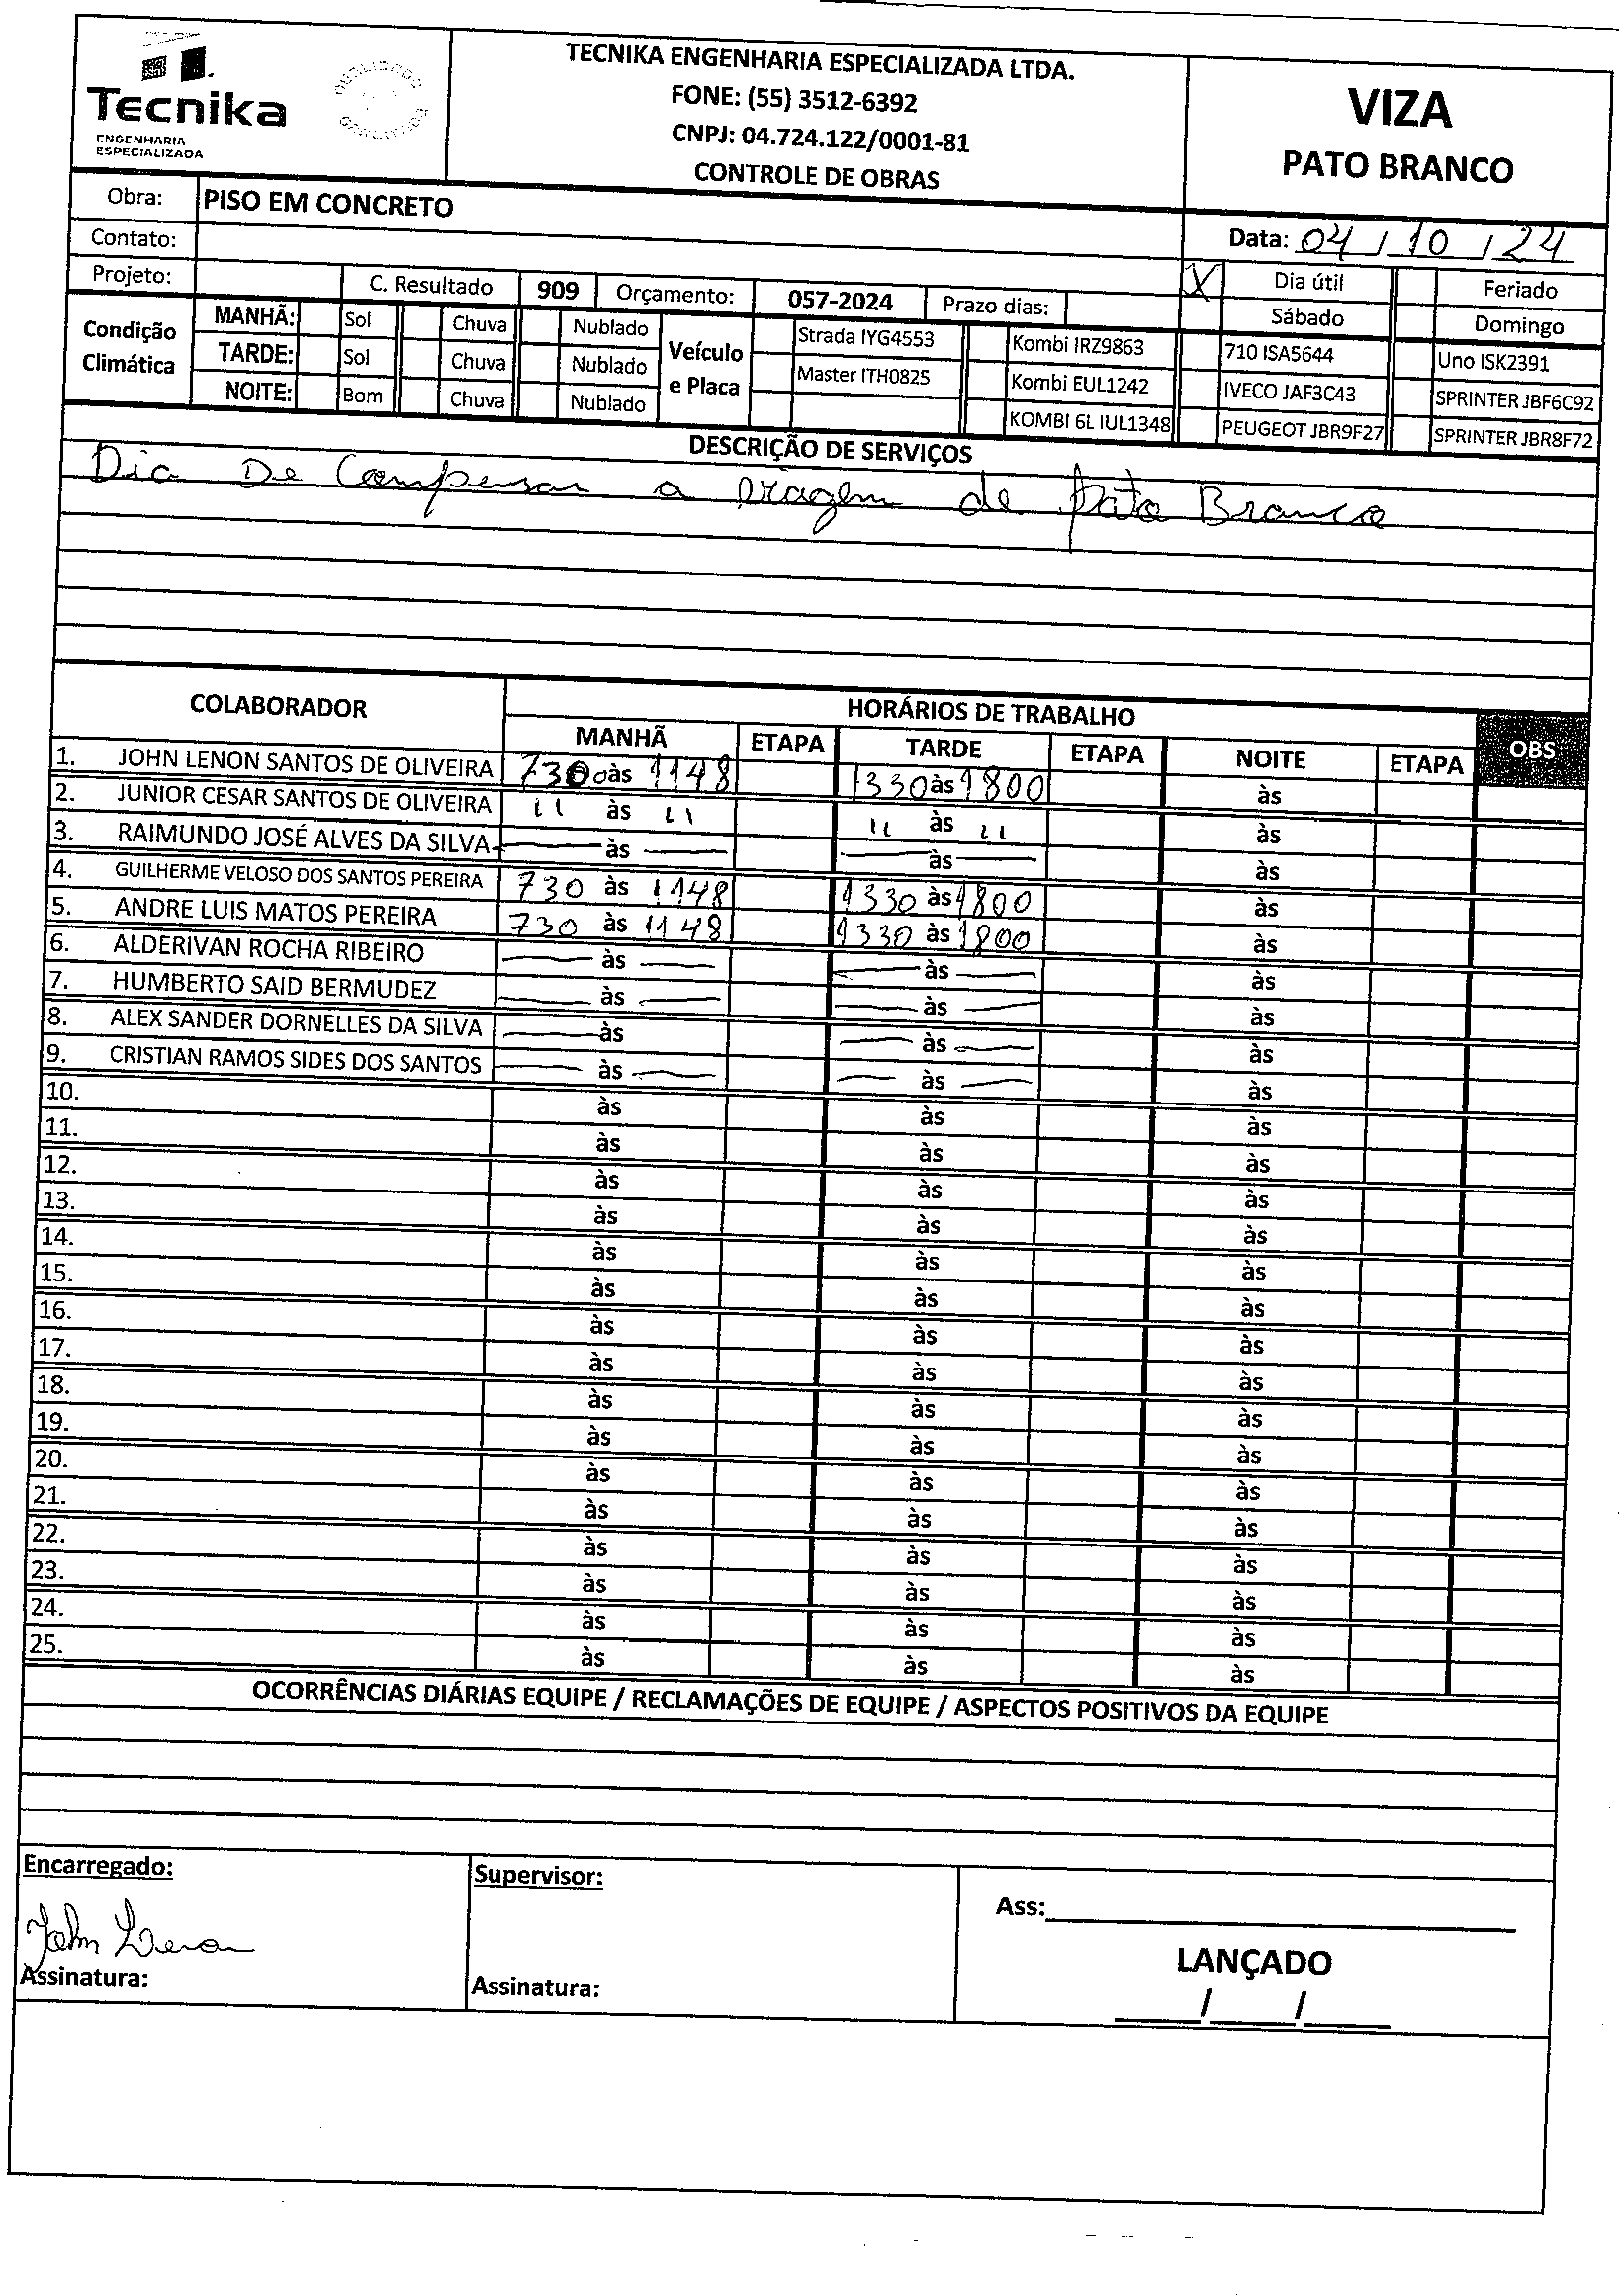 Tecnika
ENGENHARIA
ESPECIALIZADA
TECNIKA ENGENHARIA ESPECIALIZADA LTDA.
FONE: (55) 3512-6392
CNPJ: 04.724.122/0001-81
CONTROLE DE OBRAS
VIZA
PATO BRANCO
Obra: PISO EM CONCRETO
Data: 04/10/24
Contato:
X Dia útil Feriado
Projeto: C. Resultado 909 Orçamento: 057-2024 Prazo dias:
Sábado Domingo
Condição Climática
MANHÃ: Sol Chuva Nublado
TARDE: Sol Chuva Nublado
NOITE: Bom Chuva Nublado
Veículo e Placa
Strada IYG4553 Kombi IRZ9863 710 ISA5644 Uno ISK2391
Master ITH0825 Kombi EUL1242 IVECO JAF3C43 SPRINTER JBF6C92
KOMBI 6L IUL1348 PEUGEOT JBR9F27 SPRINTER JBR8F72
DESCRIÇÃO DE SERVIÇOS
Dia De Compensar a viagem de Pato Branco
COLABORADOR HORÁRIOS DE TRABALHO OBS
MANHÃ ETAPA TARDE ETAPA NOITE ETAPA
1. JOHN LENON SANTOS DE OLIVEIRA 730 às 1148 1330 às 1800 às
2. JUNIOR CESAR SANTOS DE OLIVEIRA 11 às 11 11 às 11 às
3. RAIMUNDO JOSÉ ALVES DA SILVA — às — — às — às
4. GUILHERME VELOSO DOS SANTOS PEREIRA 730 às 1148 1330 às 1800 às
5. ANDRE LUIS MATOS PEREIRA 730 às 1148 1330 às 1800 às
6. ALDERIVAN ROCHA RIBEIRO — às — — às — às
7. HUMBERTO SAID BERMUDEZ — às — — às — às
8. ALEX SANDER DORNELLES DA SILVA — às — às — às
9. CRISTIAN RAMOS SIDES DOS SANTOS — às — — às — às
10. às às às
11. às às às
12. às às às
13. às às às
14. às às às
15. às às às
16. às às às
17. às às às
18. às às às
19. às às às
20. às às às
21. às às às
22. às às às
23. às às às
24. às às às
25. às às às
OCORRÊNCIAS DIÁRIAS EQUIPE / RECLAMAÇÕES DE EQUIPE / ASPECTOS POSITIVOS DA EQUIPE
Encarregado:
John Lenon
Assinatura:
Supervisor:
Assinatura:
Ass:
LANÇADO
/ /